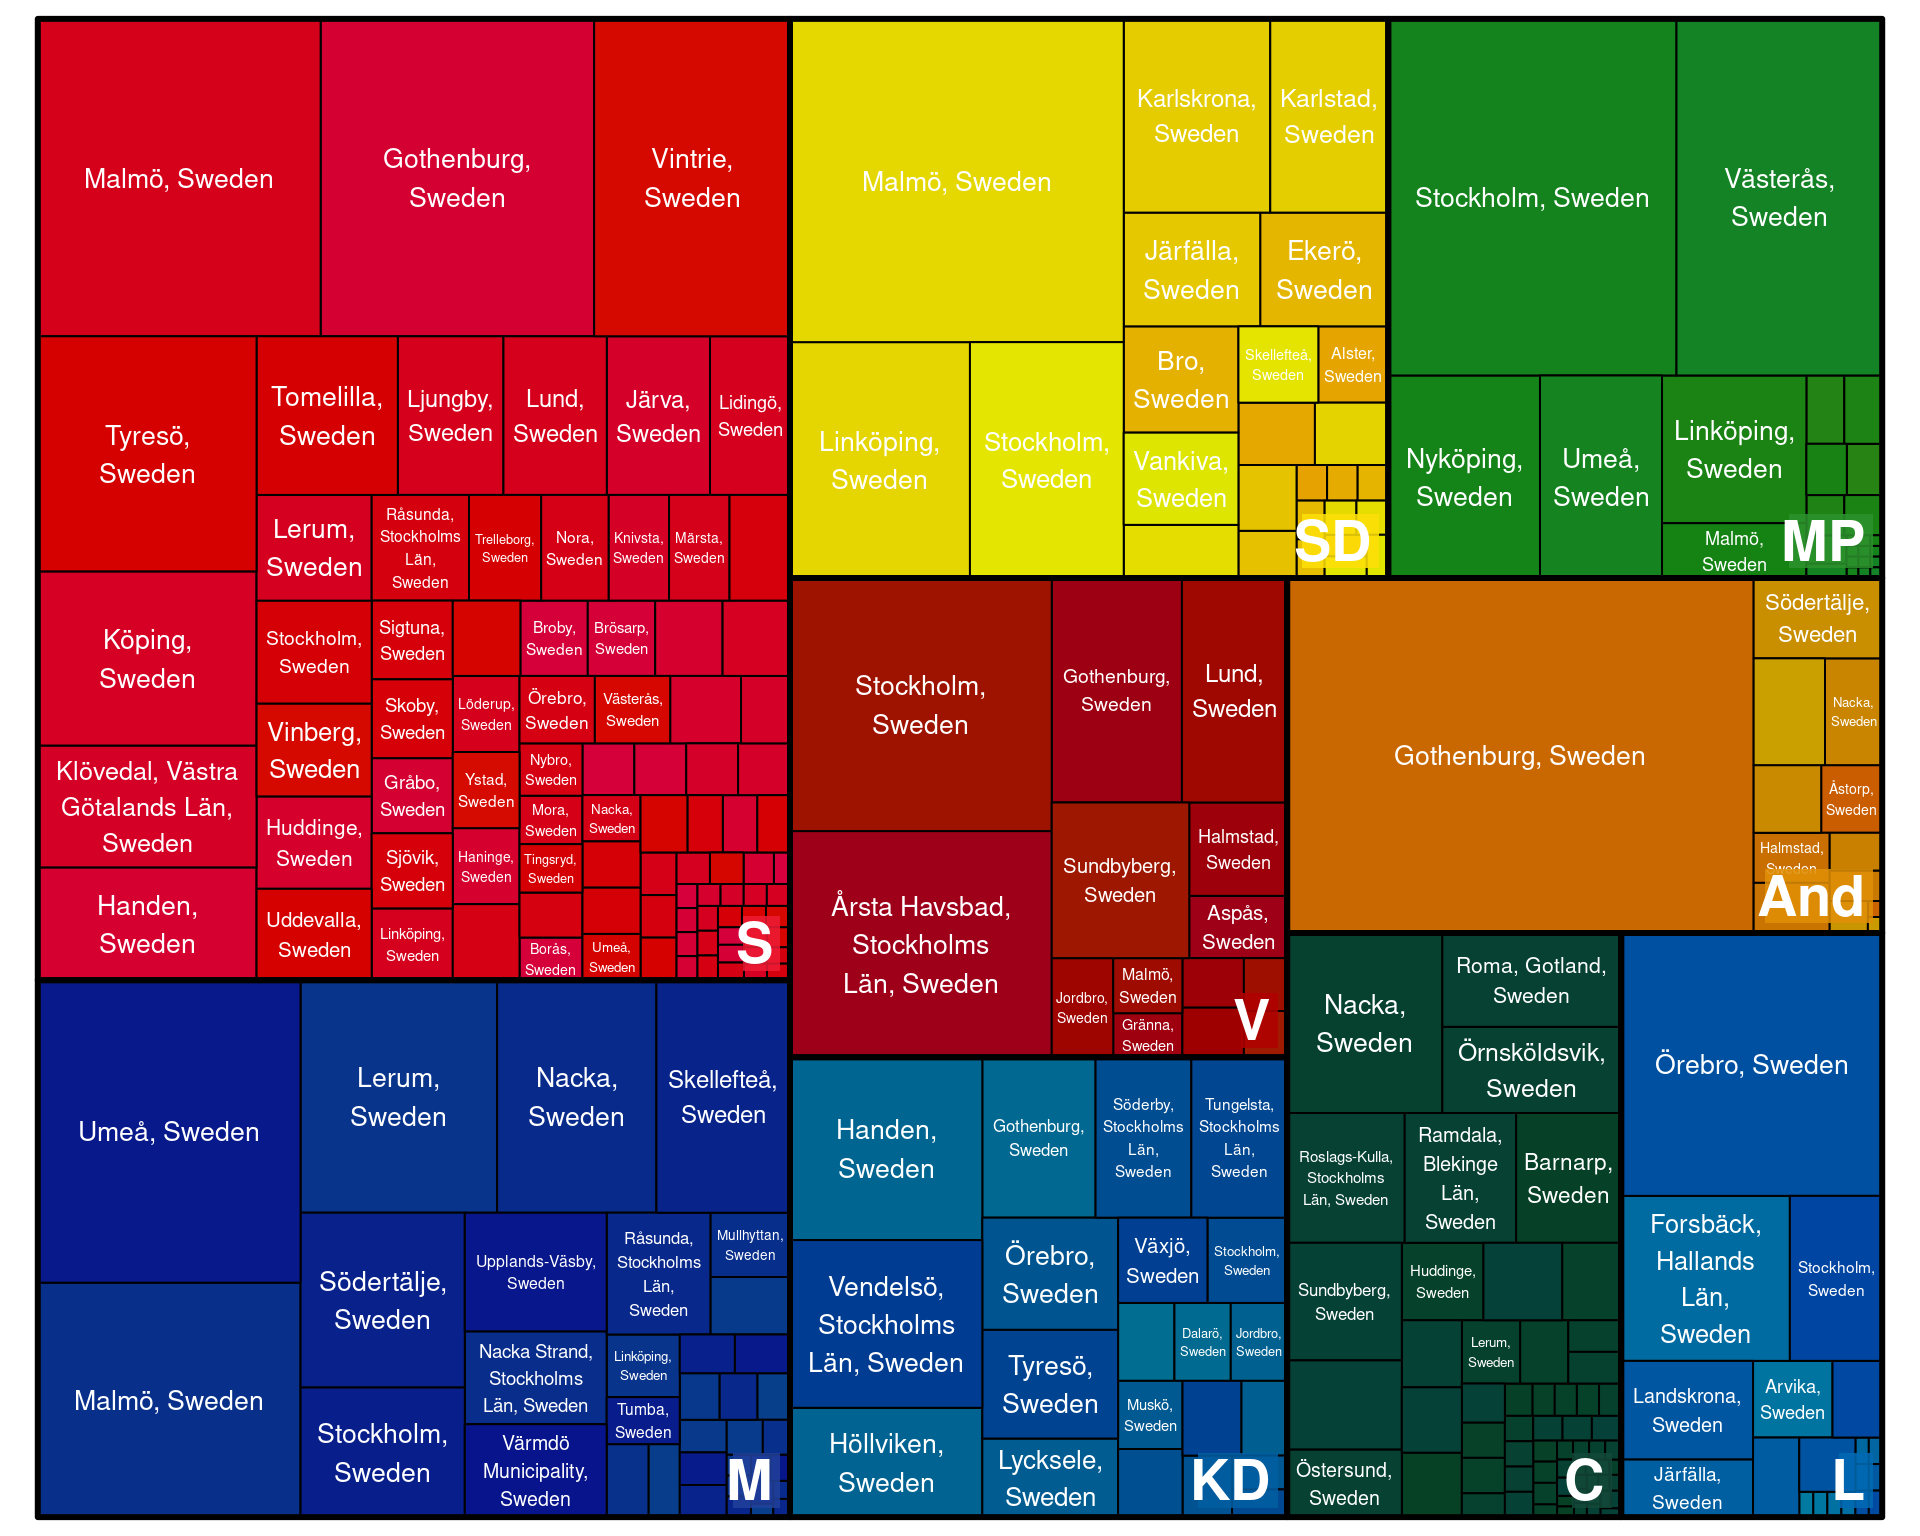 Malmö, Sweden
Gothenburg,
Sweden
Vintrie,
Sweden
Tyresö,
Sweden
Tomelilla,
Sweden
Ljungby,
Sweden
Lund,
Sweden
Järva,
Sweden
Lidingö,
Sweden
Lerum,
Sweden
Råsunda,
Stockholms
Län,
Sweden
Trelleborg,
Sweden
Nora,
Sweden
Knivsta,
Sweden
Märsta,
Sweden
Köping,
Sweden
Stockholm,
Sweden
Sigtuna,
Sweden
Broby,
Sweden
Brösarp,
Sweden
Skoby,
Sweden
Löderup,
Sweden
Örebro,
Sweden
Västerås,
Sweden
Vinberg,
Sweden
Klövedal, Västra
Götalands Län,
Sweden
Gråbo,
Sweden
Ystad,
Sweden
Nybro,
Sweden
Mora,
Sweden
Nacka,
Sweden
Huddinge,
Sweden
Sjövik,
Sweden
Haninge,
Sweden
Tingsryd,
Sweden
Handen,
Sweden
Uddevalla,
Sweden
Linköping,
Sweden
Borås,
Sweden
Umeå,
Sweden
S
Umeå, Sweden
Lerum,
Sweden
Nacka,
Sweden
Skellefteå,
Sweden
Södertälje,
Sweden
Upplands-Väsby,
Sweden
Råsunda,
Stockholms
Län,
Sweden
Mullhyttan,
Sweden
Malmö, Sweden
Nacka Strand,
Stockholms
Län, Sweden
Linköping,
Sweden
Tumba,
Sweden
Stockholm,
Sweden
Värmdö
Municipality,
Sweden
M
Malmö, Sweden
Karlskrona,
Sweden
Karlstad,
Sweden
Järfälla,
Sweden
Ekerö,
Sweden
Bro,
Sweden
Skellefteå,
Sweden
Alster,
Sweden
Linköping,
Sweden
Stockholm,
Sweden
Vankiva,
Sweden
SD
Stockholm, Sweden
Västerås,
Sweden
Nyköping,
Sweden
Umeå,
Sweden
Linköping,
Sweden
Malmö,
Sweden
MP
Stockholm,
Sweden
Gothenburg,
Sweden
Lund,
Sweden
Årsta Havsbad,
Stockholms
Län, Sweden
Sundbyberg,
Sweden
Halmstad,
Sweden
Aspås,
Sweden
Jordbro,
Sweden
Malmö,
Sweden
Gränna,
Sweden
V
Gothenburg, Sweden
Södertälje,
Sweden
Nacka,
Sweden
Åstorp,
Sweden
Halmstad,
Sweden
And
Handen,
Sweden
Gothenburg,
Sweden
Söderby,
Stockholms
Län,
Sweden
Tungelsta,
Stockholms
Län,
Sweden
Vendelsö,
Stockholms
Län, Sweden
Örebro,
Sweden
Växjö,
Sweden
Stockholm,
Sweden
Tyresö,
Sweden
Dalarö,
Sweden
Jordbro,
Sweden
Höllviken,
Sweden
Lycksele,
Sweden
Muskö,
Sweden
KD
Nacka,
Sweden
Roma, Gotland,
Sweden
Örnsköldsvik,
Sweden
Roslags-Kulla,
Stockholms
Län, Sweden
Ramdala,
Blekinge
Län,
Sweden
Barnarp,
Sweden
Sundbyberg,
Sweden
Huddinge,
Sweden
Lerum,
Sweden
Östersund,
Sweden
C
Örebro, Sweden
Forsbäck,
Hallands
Län,
Sweden
Stockholm,
Sweden
Landskrona,
Sweden
Arvika,
Sweden
Järfälla,
Sweden
L